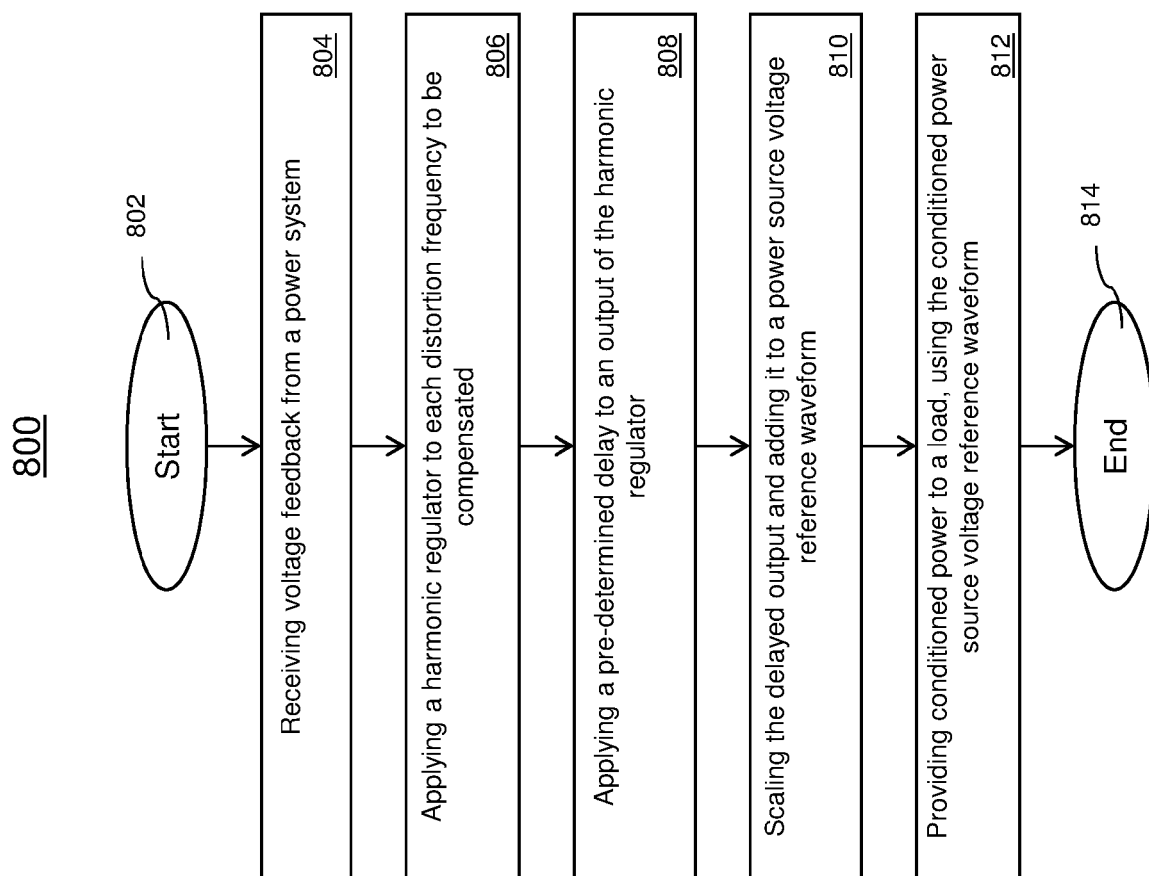 800
802
Start
Receiving voltage feedback from a power system
804
Applying a harmonic regulator to each distortion frequency to be
compensated
806
Applying a pre-determined delay to an output of the harmonic
regulator
808
Scaling the delayed output and adding it to a power source voltage
reference waveform
810
Providing conditioned power to a load, using the conditioned power
source voltage reference waveform
812
814
End